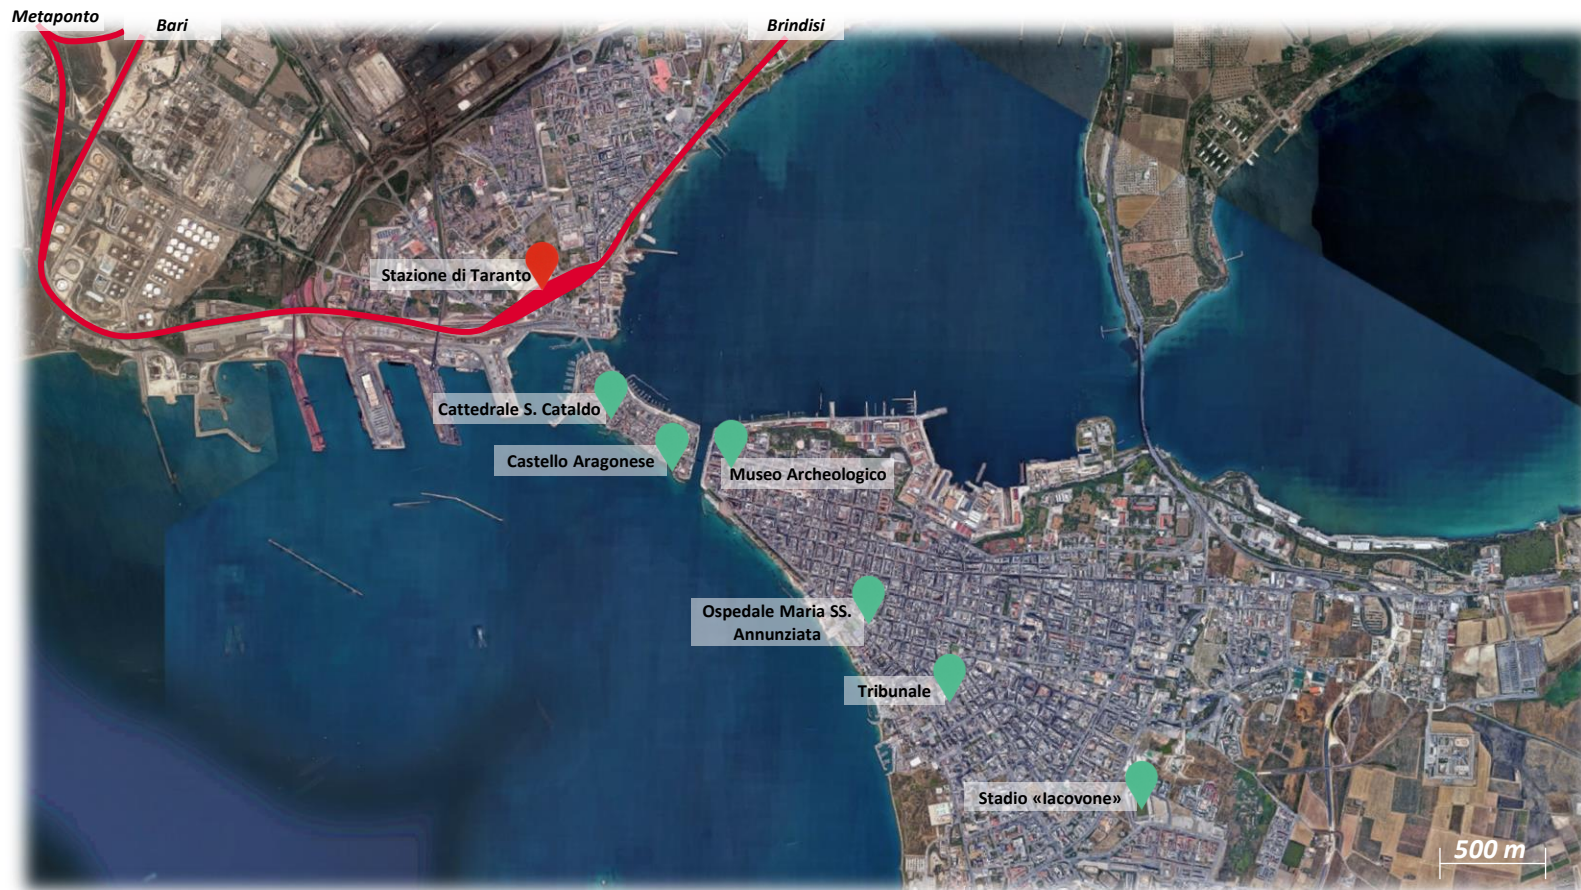 Metaponto
Bari
Brindisi
Stazione di Taranto
Cattedrale S. Cataldo
Castello Aragonese
Museo Archeologico
Ospedale Maria SS.
Annunziata
Tribunale
Stadio «Iacovone»
500 m